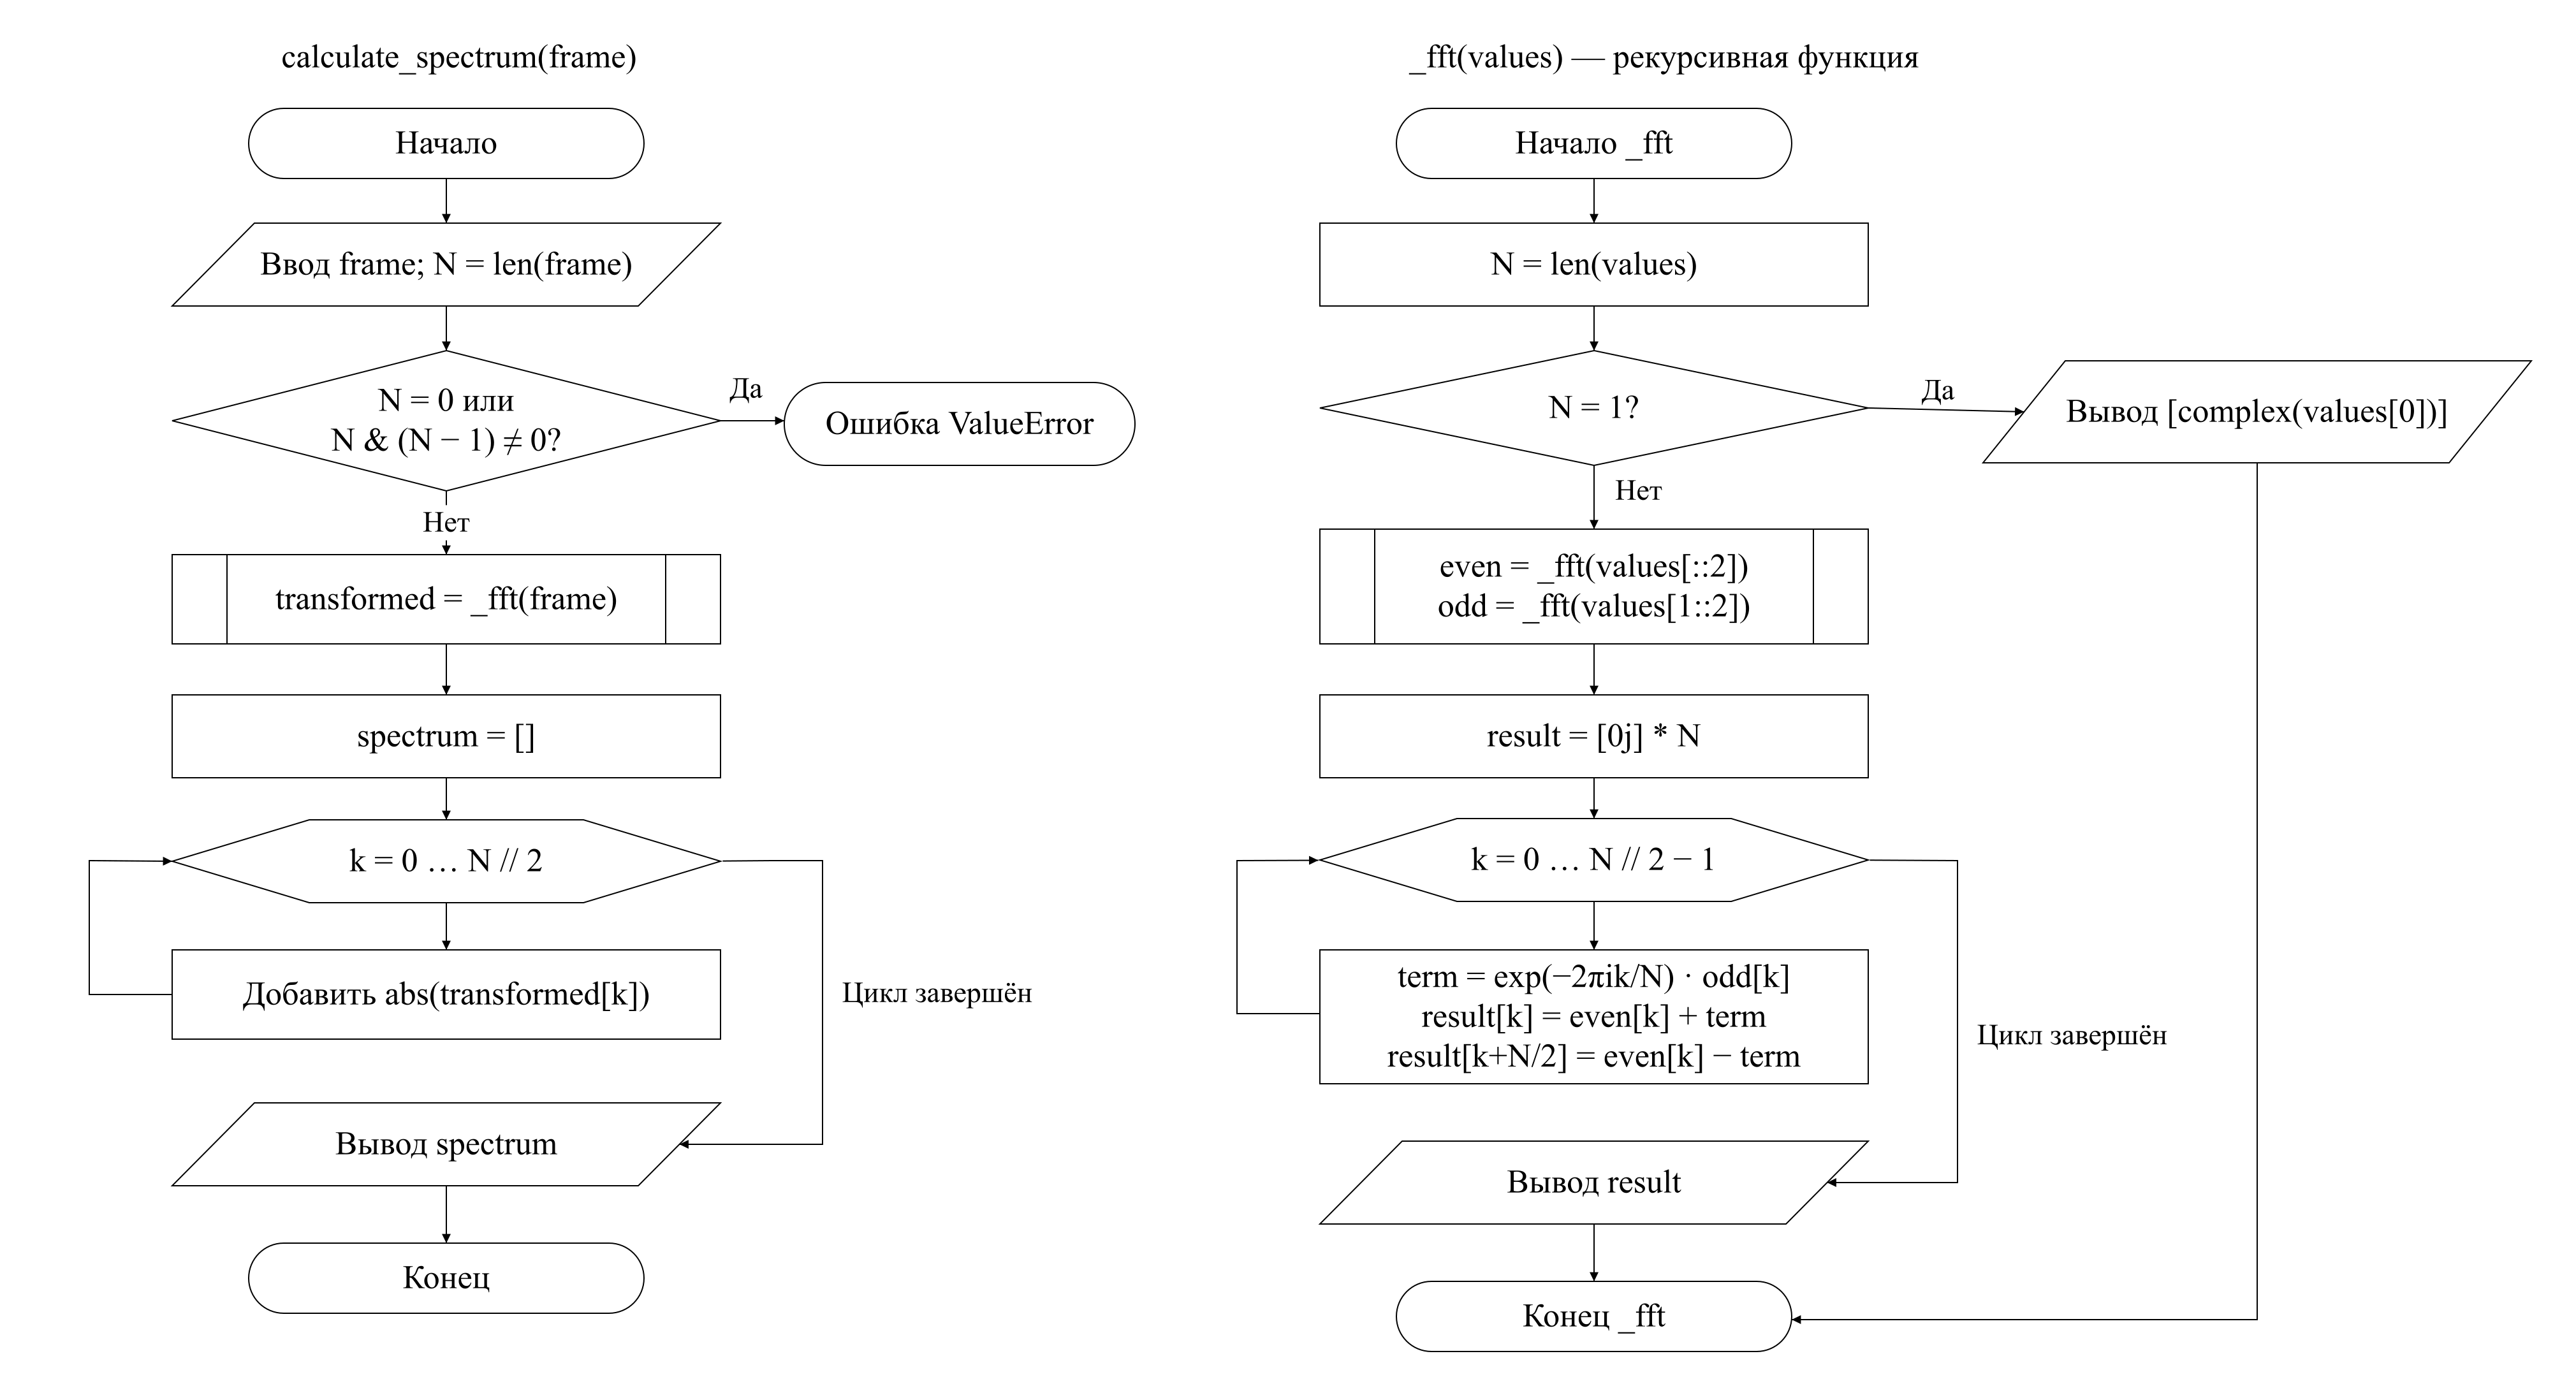 calculate_spectrum(frame)
Начало
Ввод frame; N = len(frame)
N = 0 или
N & (N − 1) ≠ 0?
Да
Ошибка ValueError
Нет
transformed = _fft(frame)
spectrum = []
k = 0 … N // 2
Добавить abs(transformed[k])
Цикл завершён
Вывод spectrum
Конец
_fft(values) — рекурсивная функция
Начало _fft
N = len(values)
N = 1?
Да
Вывод [complex(values[0])]
Нет
even = _fft(values[::2])
odd = _fft(values[1::2])
result = [0j] * N
k = 0 … N // 2 − 1
term = exp(−2πik/N) · odd[k]
result[k] = even[k] + term
result[k+N/2] = even[k] − term
Цикл завершён
Вывод result
Конец _fft